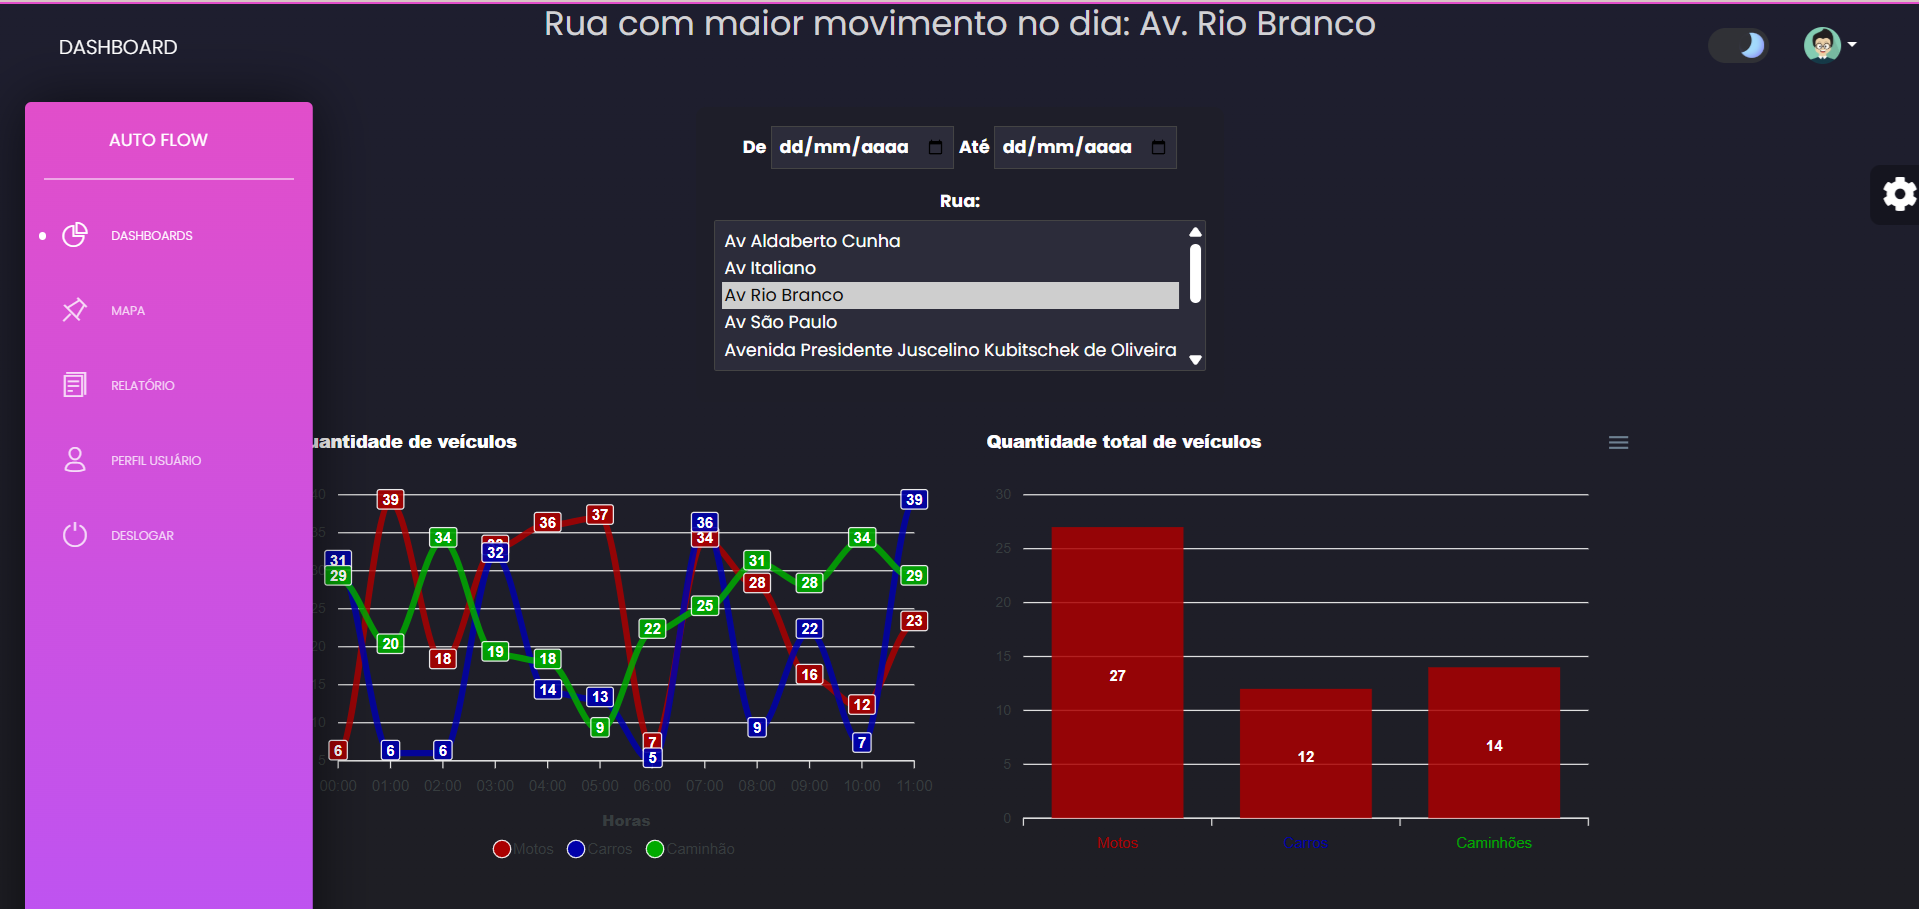 Rua com maior movimento no dia: Av. Rio Branco
DASHBOARD
AUTO FLOW
DASHBOARDS
MAPA
RELATÓRIO
PERFIL USUÁRIO
DESLOGAR
De dd/mm/aaaa Até dd/mm/aaaa
Rua:
Av Aldaberto Cunha
Av Italiano
Av Rio Branco
Av São Paulo
Avenida Presidente Juscelino Kubitschek de Oliveira
uantidade de veículos
40
35
30
25
20
15
10
5
6 39 18 36 37 7 34 28 16 12 23
31 6 6 32 14 13 5 36 9 22 7 39
29 20 34 19 18 9 22 25 31 28 34 29
00:00 01:00 02:00 03:00 04:00 05:00 06:00 07:00 08:00 09:00 10:00 11:00
Horas
Motos Carros Caminhão
Quantidade total de veículos
30
25
20
15
10
5
0
27 12 14
Motos Carros Caminhões